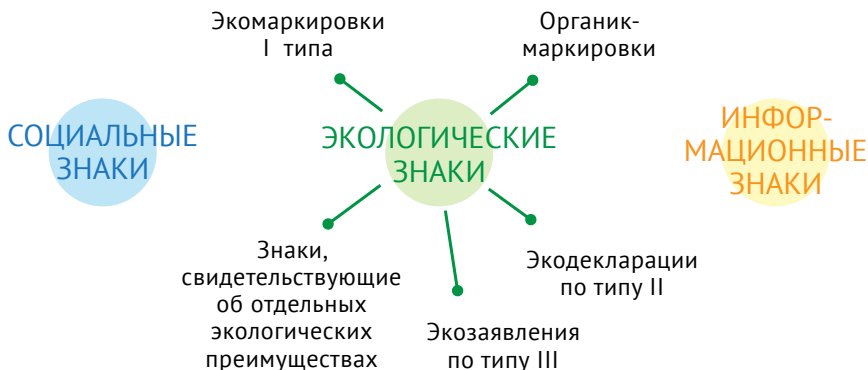 Экомаркировки
I типа
Органик-
маркировки
СОЦИАЛЬНЫЕ
ЗНАКИ
ЭКОЛОГИЧЕСКИЕ
ЗНАКИ
ИНФОР-
МАЦИОННЫЕ
ЗНАКИ
Знаки,
свидетельствующие
об отдельных
экологических
преимуществах
Экозаявления
по типу III
Экодекларации
по типу II